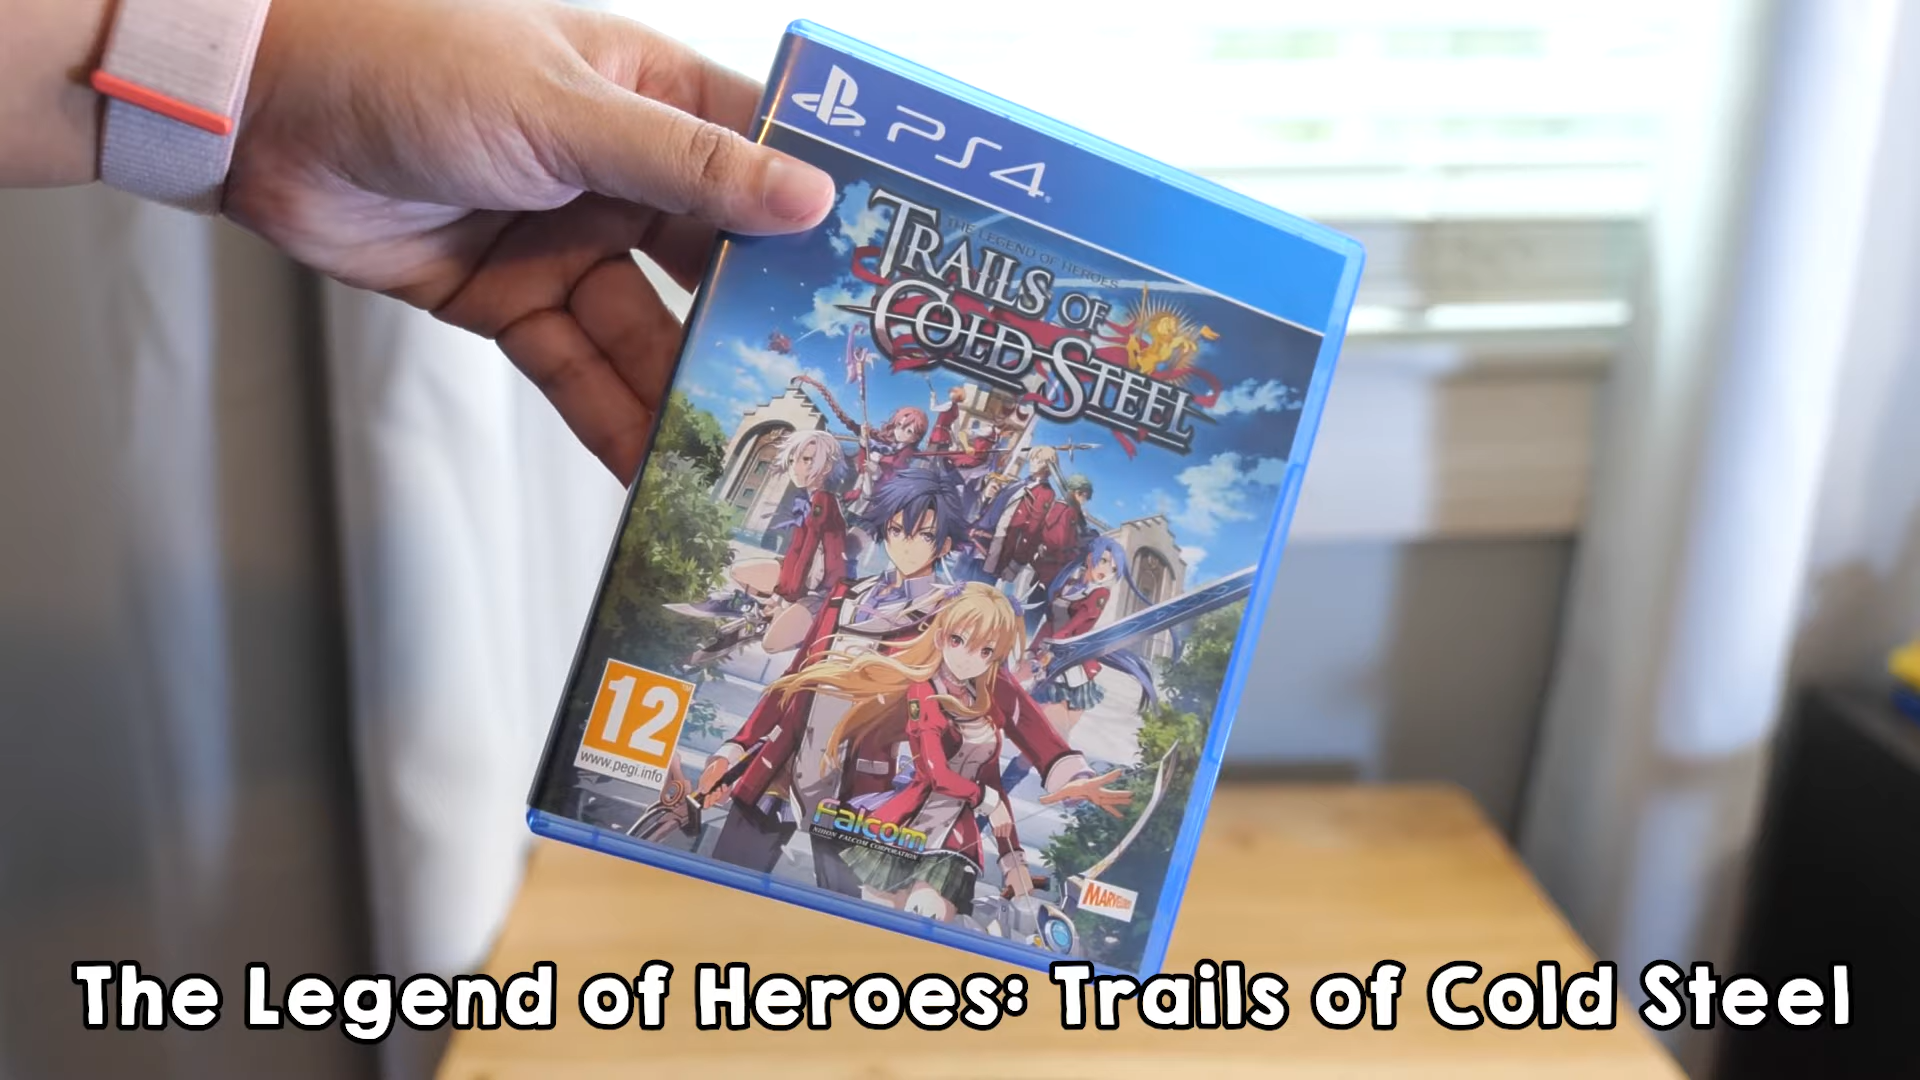 PS4
THE LEGEND OF HEROES
TRAILS OF
COLD STEEL
12
www.pegi.info
Falcom
NIHON FALCOM CORPORATION
MARVELOUS
The Legend of Heroes: Trails of Cold Steel